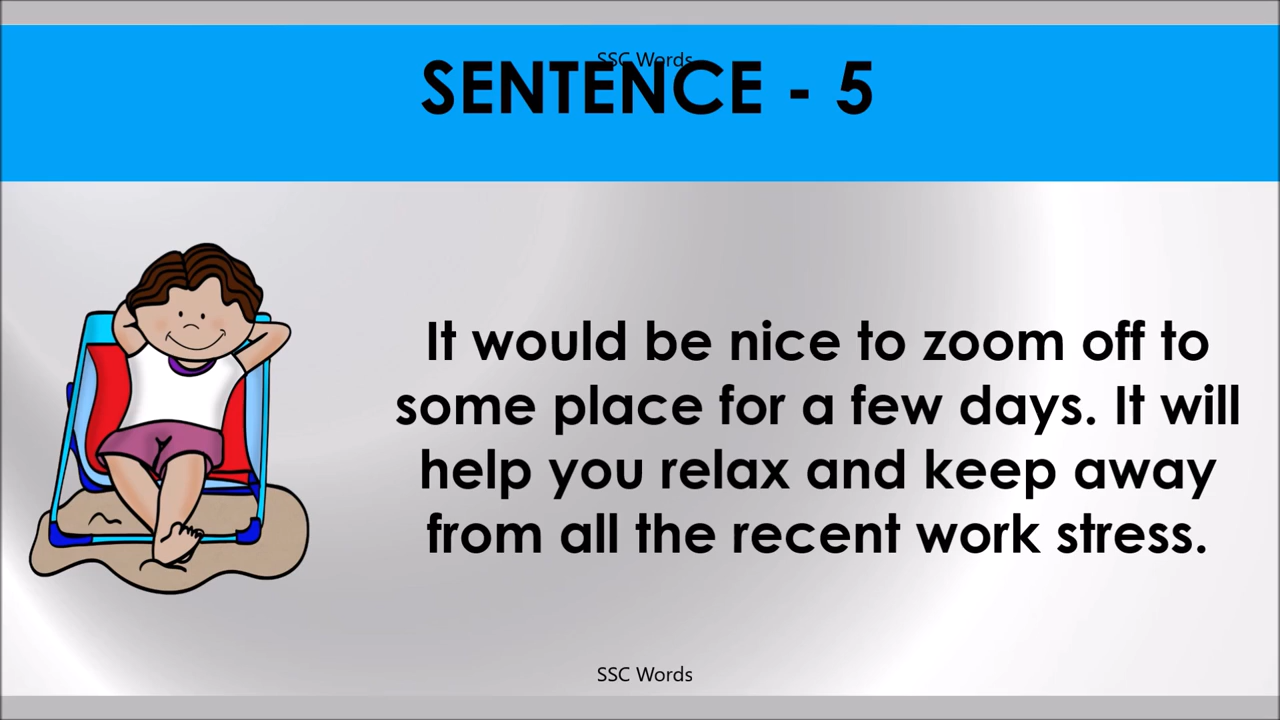 SSC Words
SENTENCE - 5
It would be nice to zoom off to
some place for a few days. It will
help you relax and keep away
from all the recent work stress.
SSC Words